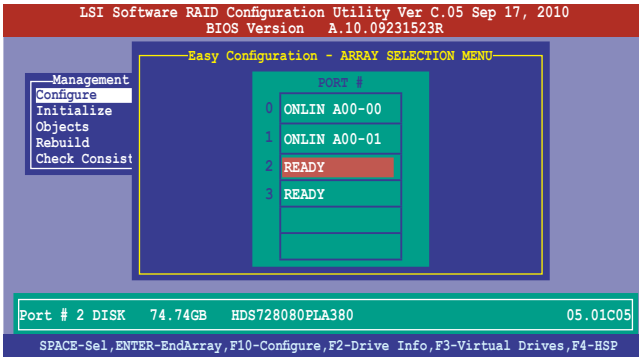 LSI Software RAID Configuration Utility Ver C.05 Sep 17, 2010
BIOS Version A.10.09231523R
Easy Configuration - ARRAY SELECTION MENU
Management
Configure
Initialize
Objects
Rebuild
Check Consist
PORT #
0 ONLIN A00-00
1 ONLIN A00-01
2 READY
3 READY
Port # 2 DISK 74.74GB HDS728080PLA380 05.01C05
SPACE-Sel,ENTER-EndArray,F10-Configure,F2-Drive Info,F3-Virtual Drives,F4-HSP